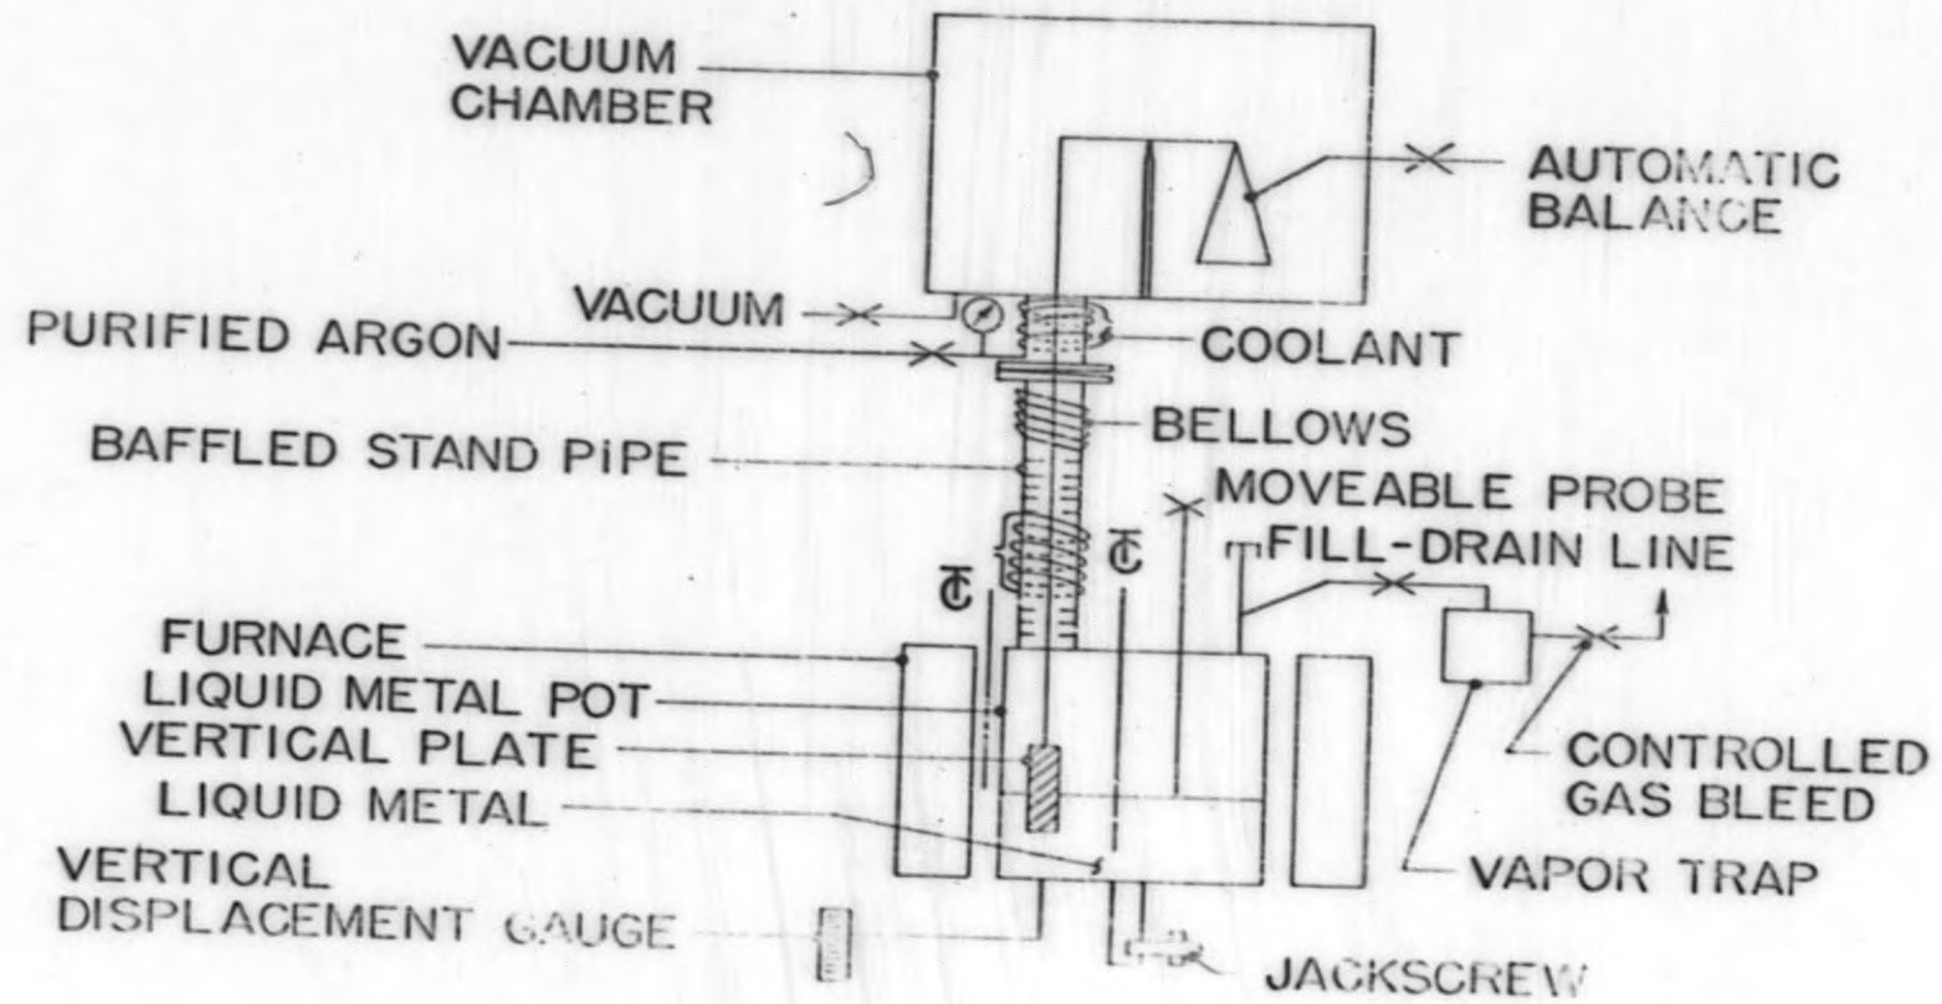 VACUUM
CHAMBER
AUTOMATIC
BALANCE
VACUUM
PURIFIED ARGON
COOLANT
BELLOWS
BAFFLED STAND PIPE
MOVEABLE PROBE
FILL-DRAIN LINE
TC
TC
FURNACE
LIQUID METAL POT
VERTICAL PLATE
LIQUID METAL
CONTROLLED
GAS BLEED
VERTICAL
DISPLACEMENT GAUGE
VAPOR TRAP
JACKSCREW